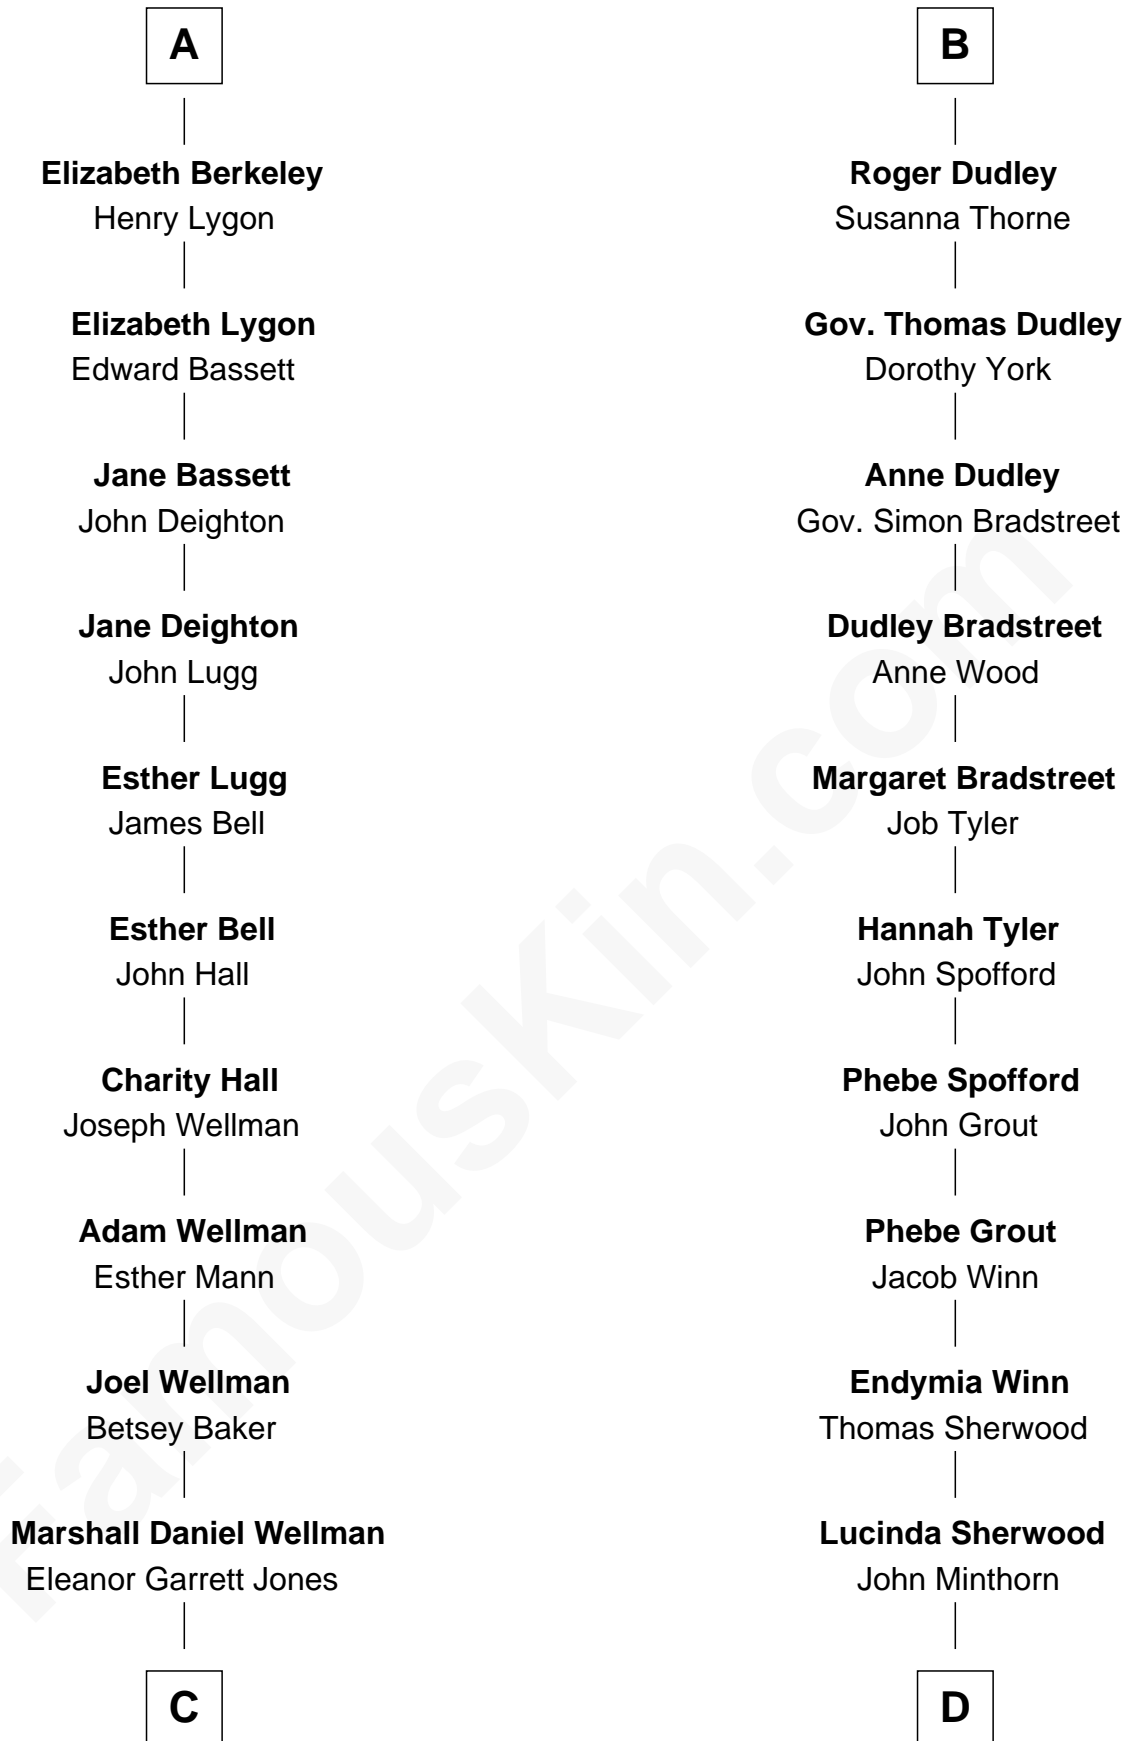 A
Elizabeth Berkeley
Henry Lygon
Elizabeth Lygon
Edward Bassett
Jane Bassett
John Deighton
Jane Deighton
John Lugg
Esther Lugg
James Bell
Esther Bell
John Hall
Charity Hall
Joseph Wellman
Adam Wellman
Esther Mann
Joel Wellman
Betsey Baker
Marshall Daniel Wellman
Eleanor Garrett Jones
C
B
Roger Dudley
Susanna Thorne
Gov. Thomas Dudley
Dorothy York
Anne Dudley
Gov. Simon Bradstreet
Dudley Bradstreet
Anne Wood
Margaret Bradstreet
Job Tyler
Hannah Tyler
John Spofford
Phebe Spofford
John Grout
Phebe Grout
Jacob Winn
Endymia Winn
Thomas Sherwood
Lucinda Sherwood
John Minthorn
D
FamousKin.com